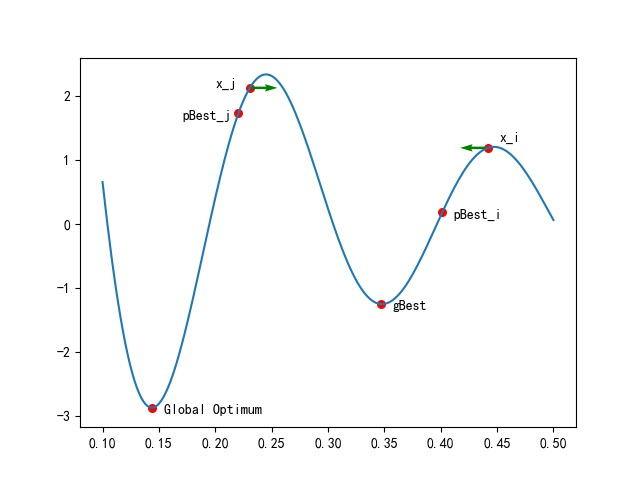 x_j
pBest_j
x_i
pBest_i
gBest
Global Optimum
2
1
0
−1
−2
−3
0.10 0.15 0.20 0.25 0.30 0.35 0.40 0.45 0.50